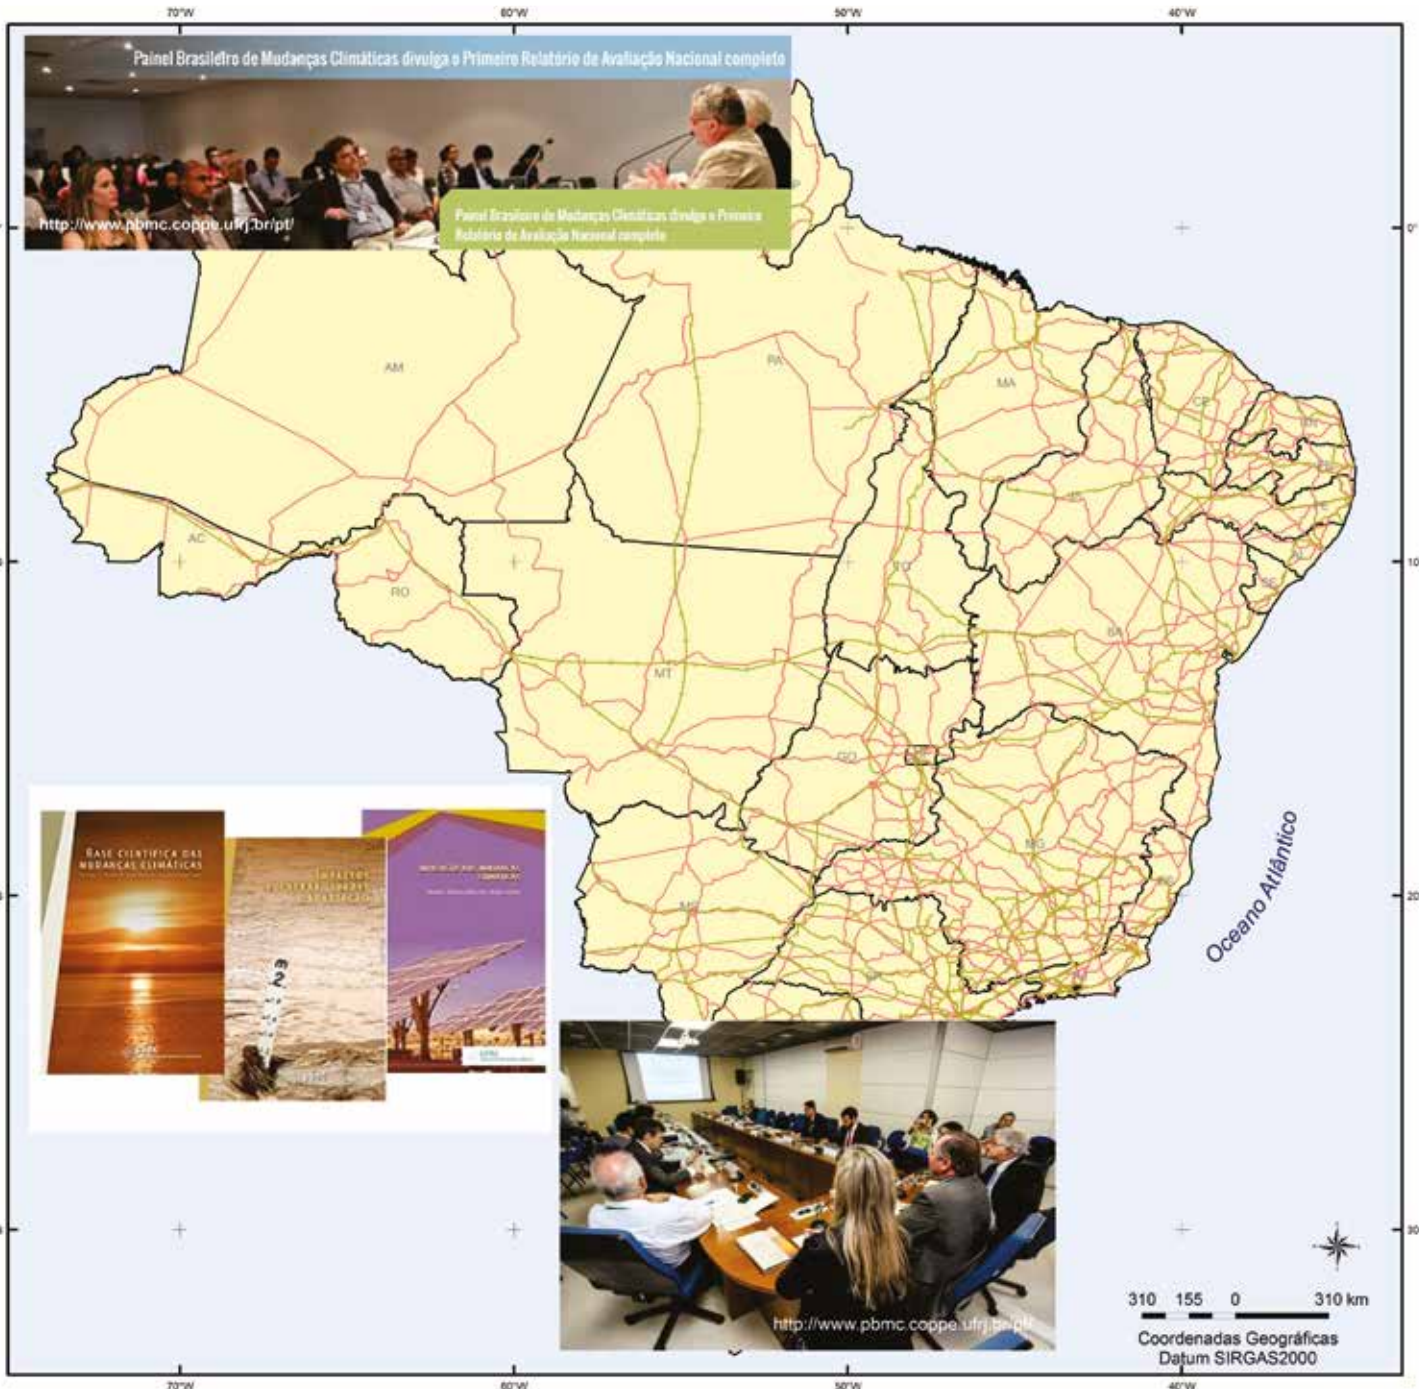 70°W 60°W 50°W 40°W
Painel Brasileiro de Mudanças Climáticas divulga o Primeiro Relatório de Avaliação Nacional completo
http://www.pbmc.coppe.ufrj.br/pt/
Painel Brasileiro de Mudanças Climáticas divulga o Primeiro
Relatório de Avaliação Nacional completo
0°
AM
PA
MA
CE
RN
AC
RO
TO
AL
SE
BA
MT
GO
MG
MS
10°
20
30
BASE CIENTÍFICA DAS
MUDANÇAS CLIMÁTICAS
IMPACTOS
VULNERABILIDADES
E ADAPTAÇÃO
Oceano Atlântico
http://www.pbmc.coppe.ufrj.br/pt/
310 155 0 310 km
Coordenadas Geográficas
Datum SIRGAS2000
70°W 60°W 50°W 40°W